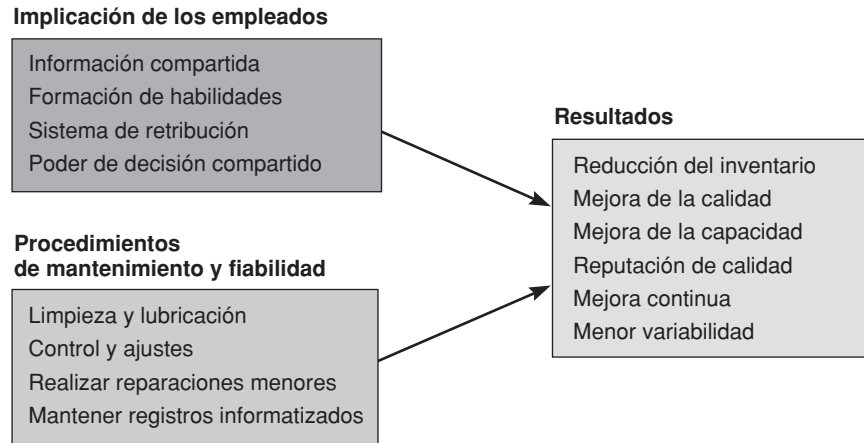 Implicación de los empleados
Información compartida
Formación de habilidades
Sistema de retribución
Poder de decisión compartido
Procedimientos
de mantenimiento y fiabilidad
Limpieza y lubricación
Control y ajustes
Realizar reparaciones menores
Mantener registros informatizados
Resultados
Reducción del inventario
Mejora de la calidad
Mejora de la capacidad
Reputación de calidad
Mejora continua
Menor variabilidad